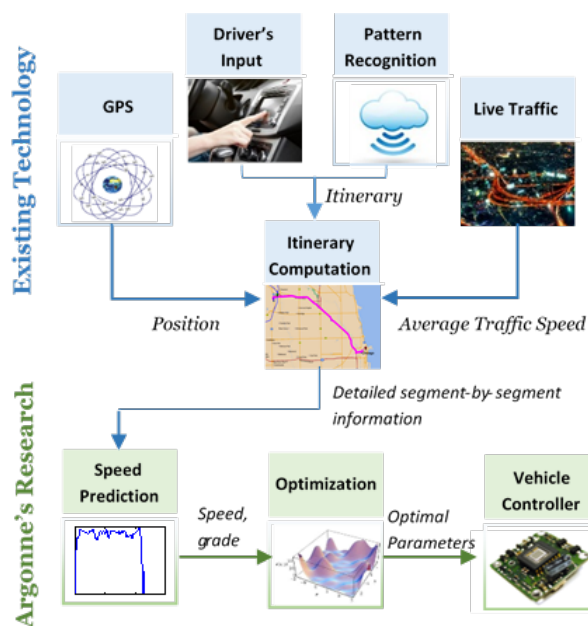 Existing Technology
Driver's
Input
Pattern
Recognition
GPS
Live Traffic
Itinerary
Itinerary
Computation
Position
Average Traffic Speed
Detailed segment-by-segment
information
Argonne's Research
Speed
Prediction
Optimization
Vehicle
Controller
Speed,
grade
Optimal
Parameters